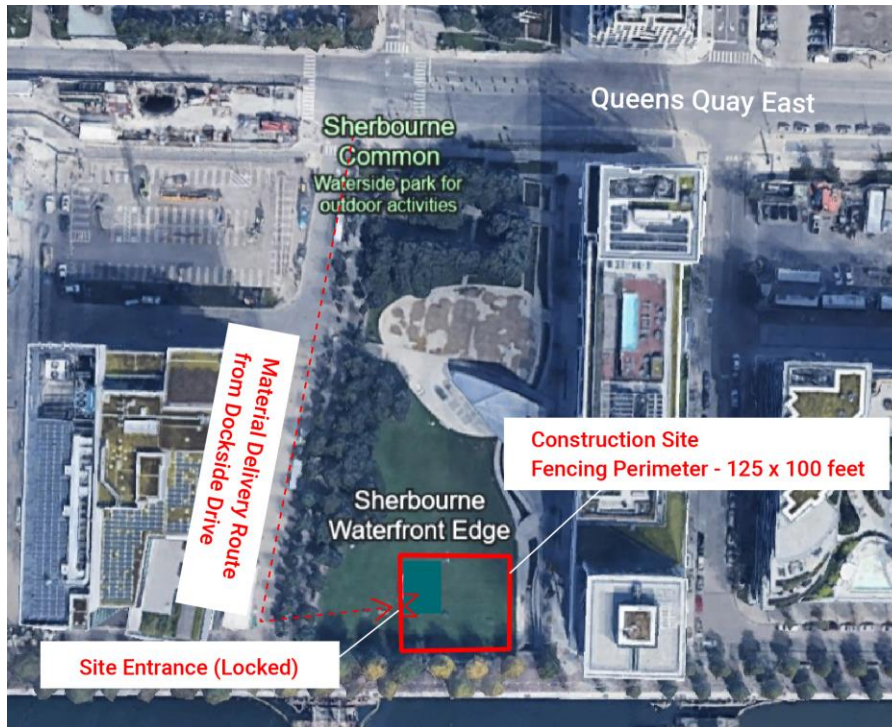 Queens Quay East
Sherbourne
Common
Waterside park for
outdoor activities
Material Delivery Route
from Dockside Drive
Construction Site
Fencing Perimeter - 125 x 100 feet
Sherbourne
Waterfront Edge
Site Entrance (Locked)